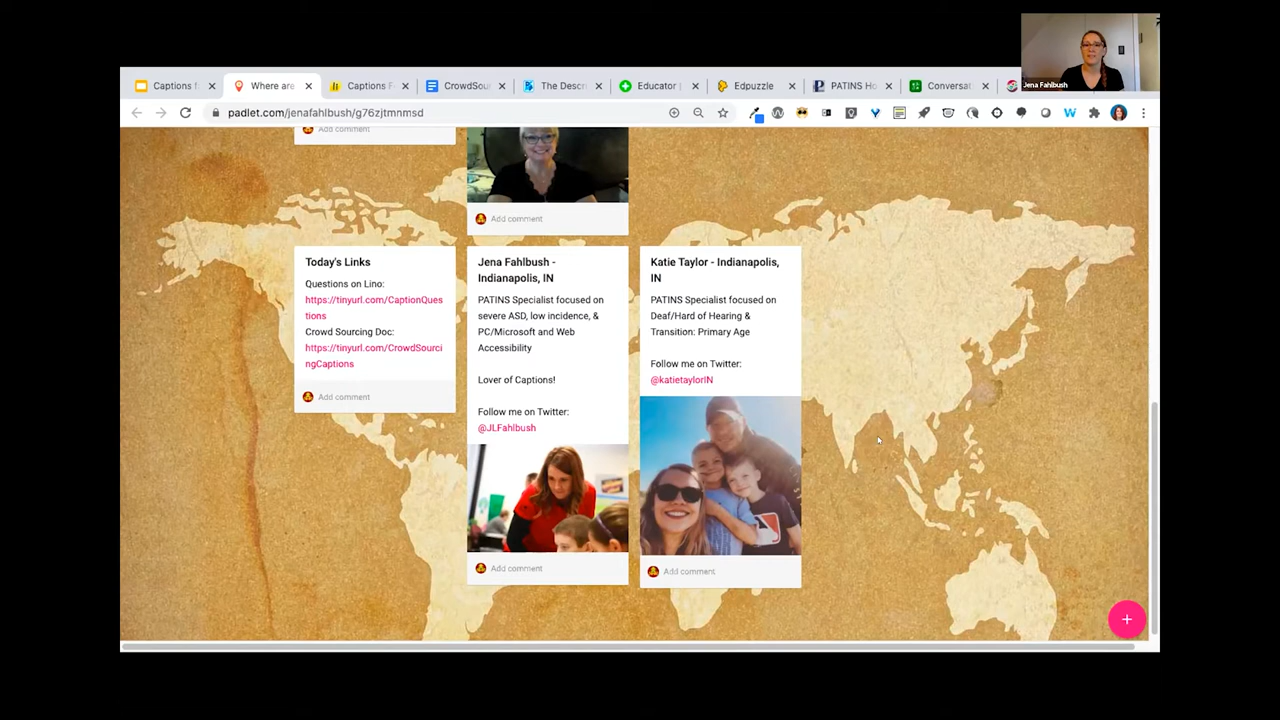 Captions f
Where are
Captions F
CrowdSour
The Descri
Educator
Edpuzzle
PATINS Ho
Conversat
Jena Fahlbush
padlet.com/jenafahlbush/g76zjtmnmsd
Add comment
Add comment
Today's Links
Questions on Lino:
https://tinyurl.com/CaptionQues
tions
Crowd Sourcing Doc:
https://tinyurl.com/CrowdSourci
ngCaptions
Add comment
Jena Fahlbush -
Indianapolis, IN
PATINS Specialist focused on
severe ASD, low incidence, &
PC/Microsoft and Web
Accessibility
Lover of Captions!
Follow me on Twitter:
@JLFahlbush
Add comment
Katie Taylor - Indianapolis,
IN
PATINS Specialist focused on
Deaf/Hard of Hearing &
Transition: Primary Age
Follow me on Twitter:
@katietaylorIN
Add comment